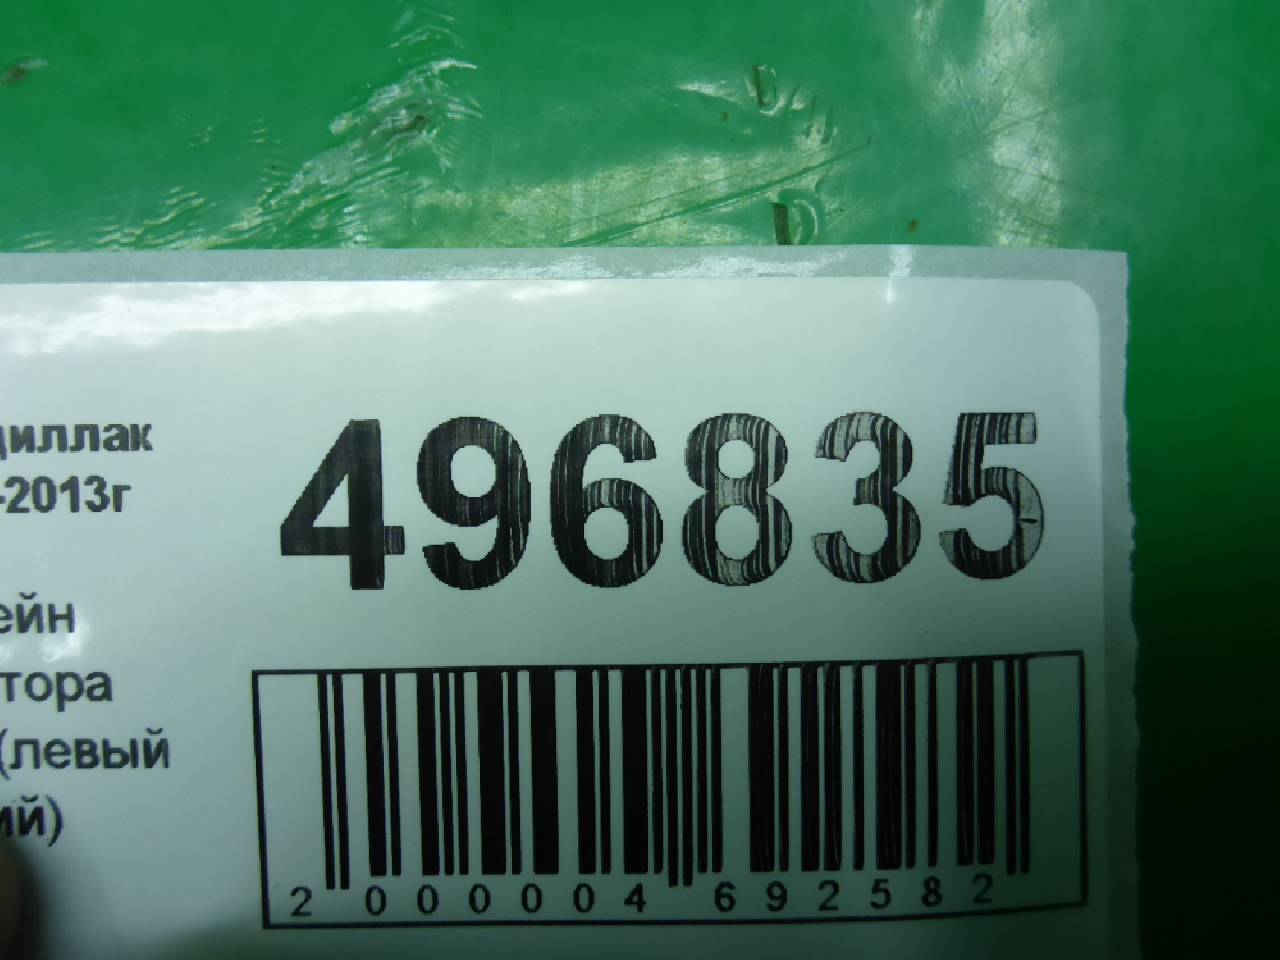 диллак
-2013г
496835
ейн
тора
(левый
ий)
2 000004 692582